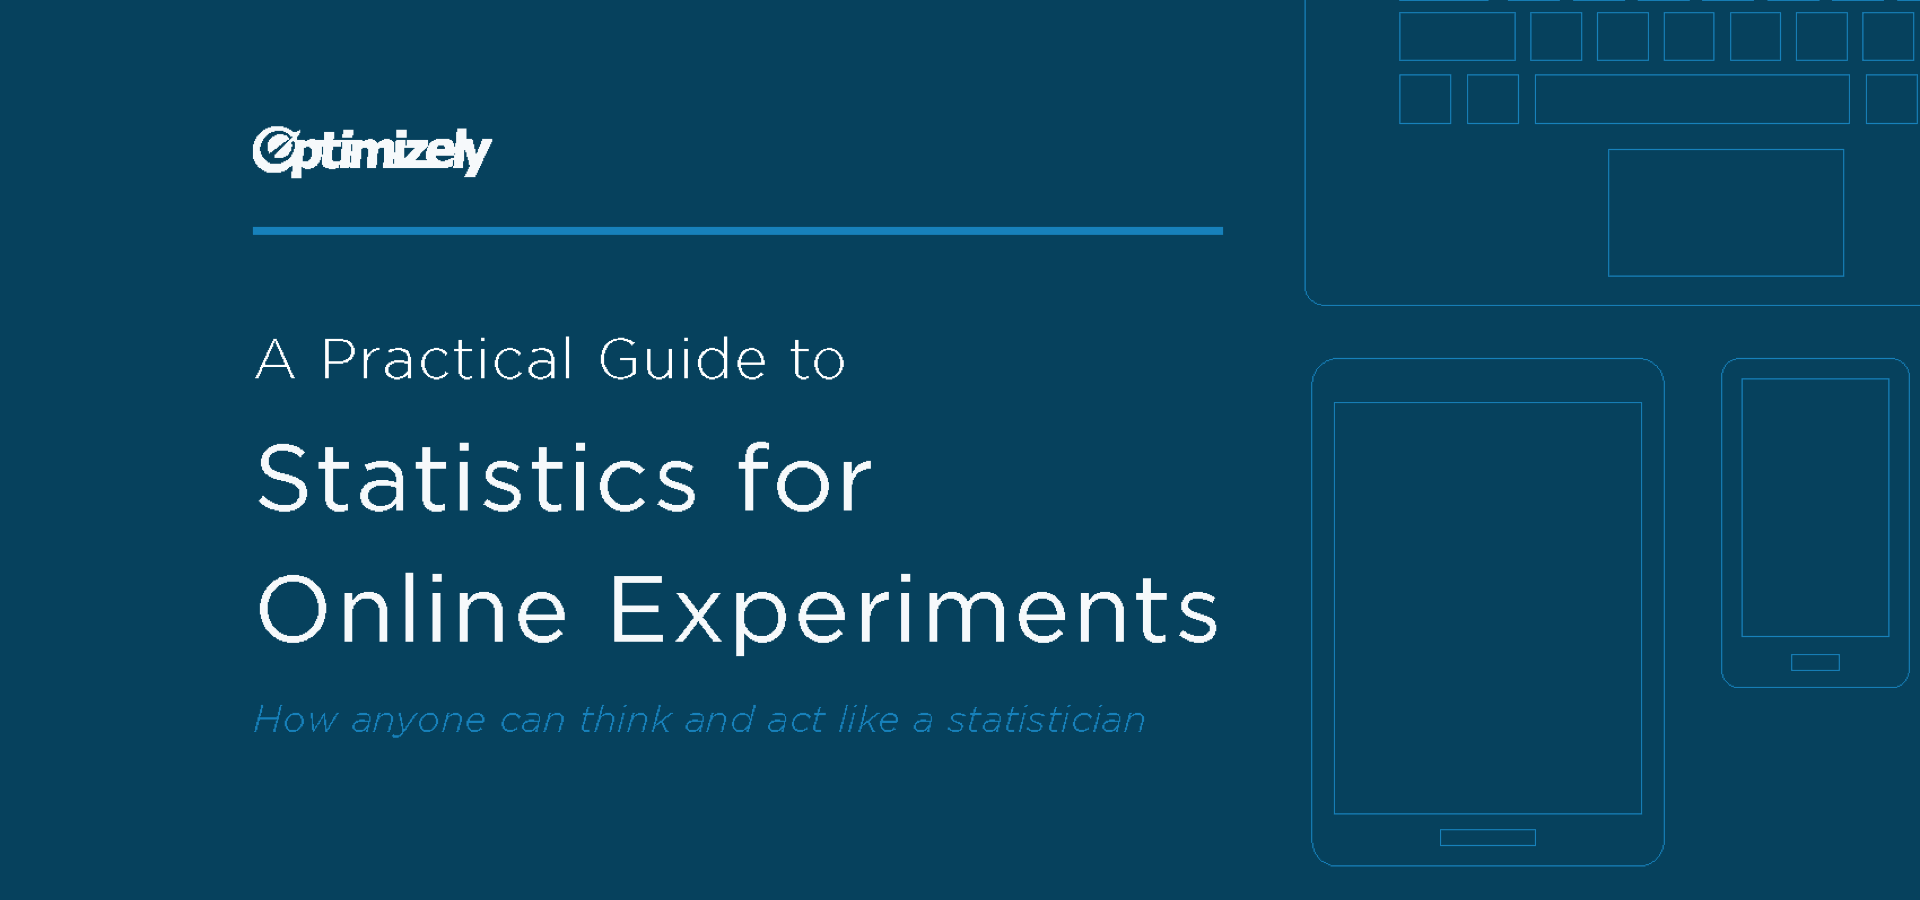 Optimizely
A Practical Guide to
Statistics for
Online Experiments
How anyone can think and act like a statistician